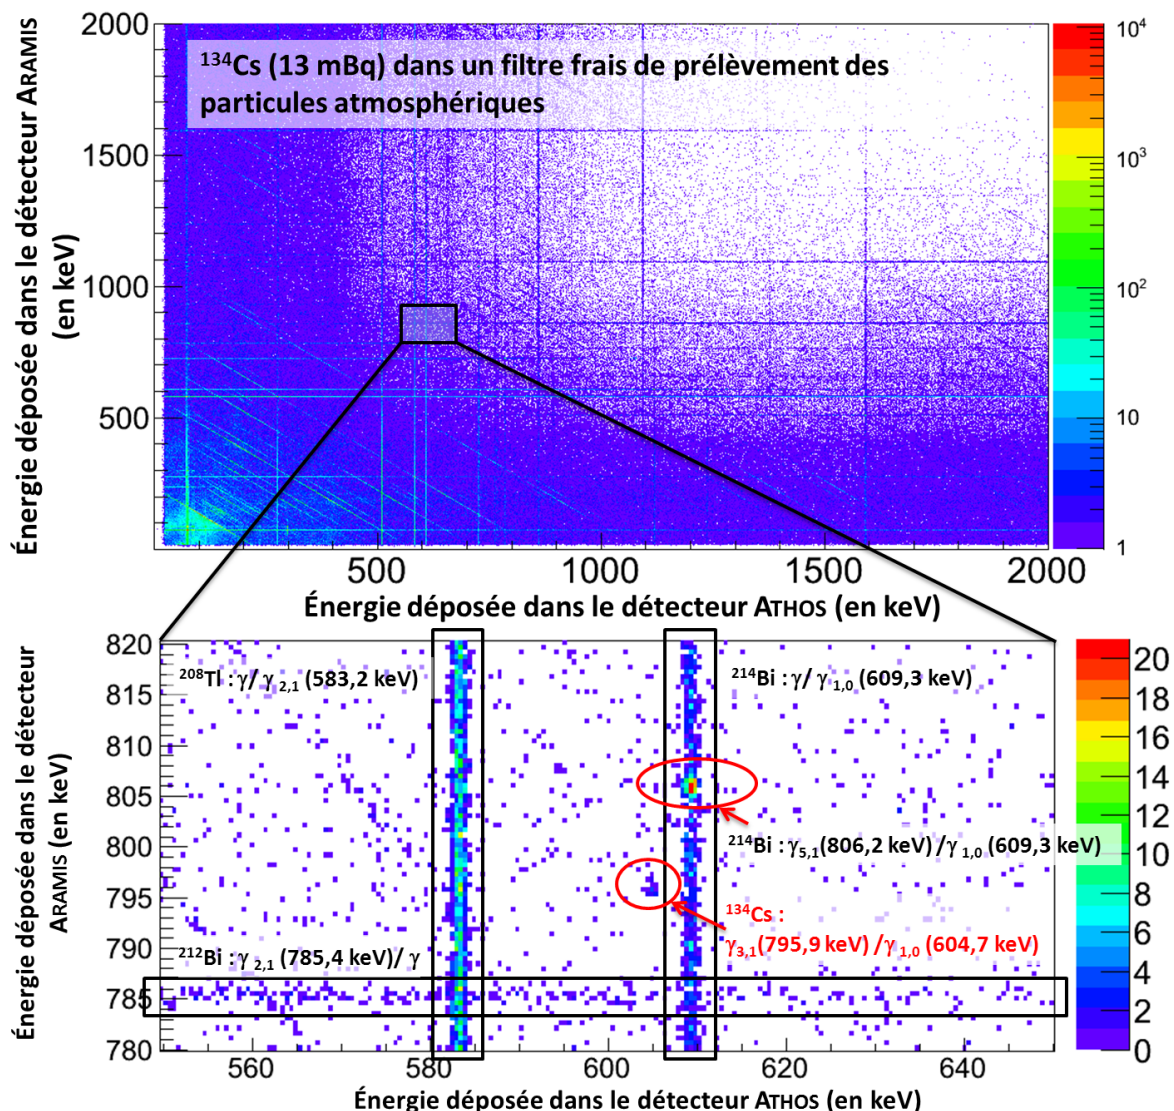 2000
1500
1000
500
Énergie déposée dans le détecteur ARAMIS
(en keV)
¹³⁴Cs (13 mBq) dans un filtre frais de prélèvement des
particules atmosphériques
10⁴
10³
10²
10
1
500
1000
1500
2000
Énergie déposée dans le détecteur ATHOS (en keV)
820
815
810
805
800
795
790
785
780
Énergie déposée dans le détecteur
ARAMIS (en keV)
²⁰⁸Tl : γ/ γ 2,1 (583,2 keV)
²¹⁴Bi : γ/ γ1,0 (609,3 keV)
²¹⁴Bi : γ5,1(806,2 keV) /γ 1,0 (609,3 keV)
¹³⁴Cs :
γ3,1(795,9 keV) /γ1,0 (604,7 keV)
²¹²Bi : γ 2,1 (785,4 keV)/ γ
20
18
16
14
12
10
8
6
4
2
0
560
580
600
620
640
Énergie déposée dans le détecteur ATHOS (en keV)